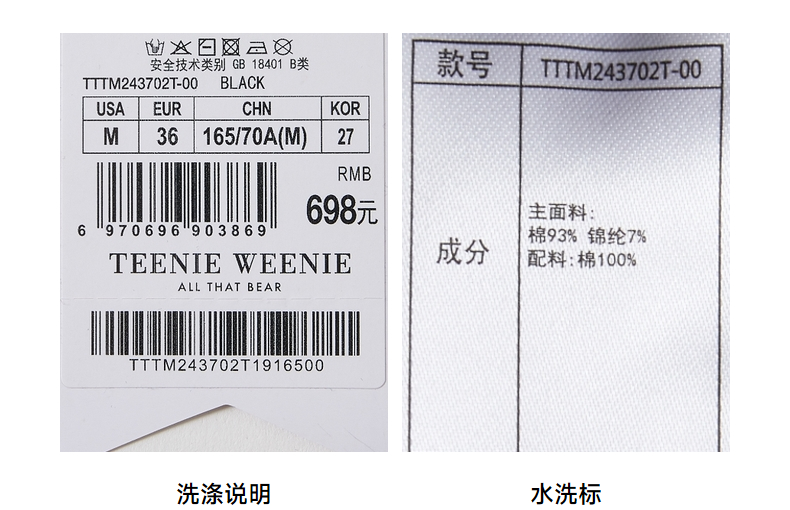 安全技术类别 GB 18401 B类
TTTM243702T-00 BLACK
USA EUR CHN KOR
M 36 165/70A(M) 27
RMB
698元
6 970696 903869
TEENIE WEENIE
ALL THAT BEAR
TTTM243702T1916500
洗涤说明
款号 TTTM243702T-00
成分
主面料:
棉93% 锦纶7%
配料:棉100%
水洗标